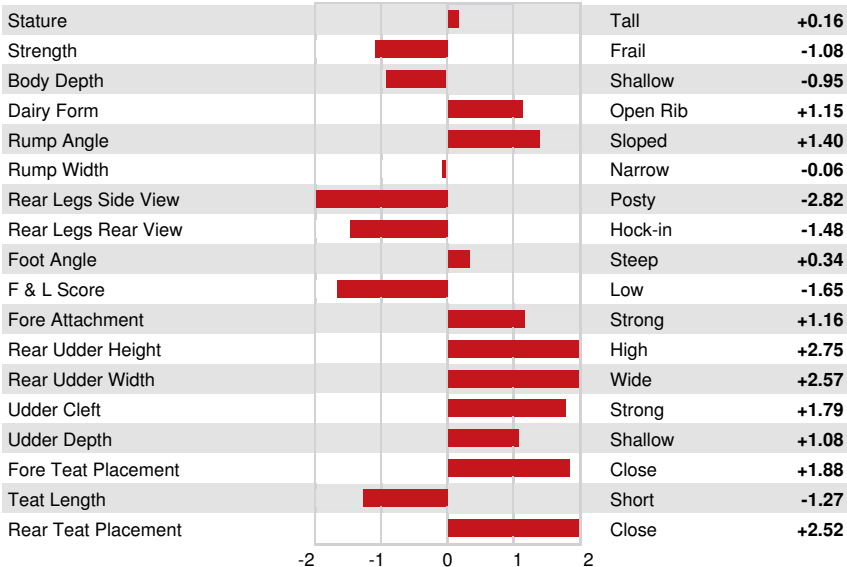 Stature Tall +0.16
Strength Frail -1.08
Body Depth Shallow -0.95
Dairy Form Open Rib +1.15
Rump Angle Sloped +1.40
Rump Width Narrow -0.06
Rear Legs Side View Posty -2.82
Rear Legs Rear View Hock-in -1.48
Foot Angle Steep +0.34
F & L Score Low -1.65
Fore Attachment Strong +1.16
Rear Udder Height High +2.75
Rear Udder Width Wide +2.57
Udder Cleft Strong +1.79
Udder Depth Shallow +1.08
Fore Teat Placement Close +1.88
Teat Length Short -1.27
Rear Teat Placement Close +2.52
-2 -1 0 1 2